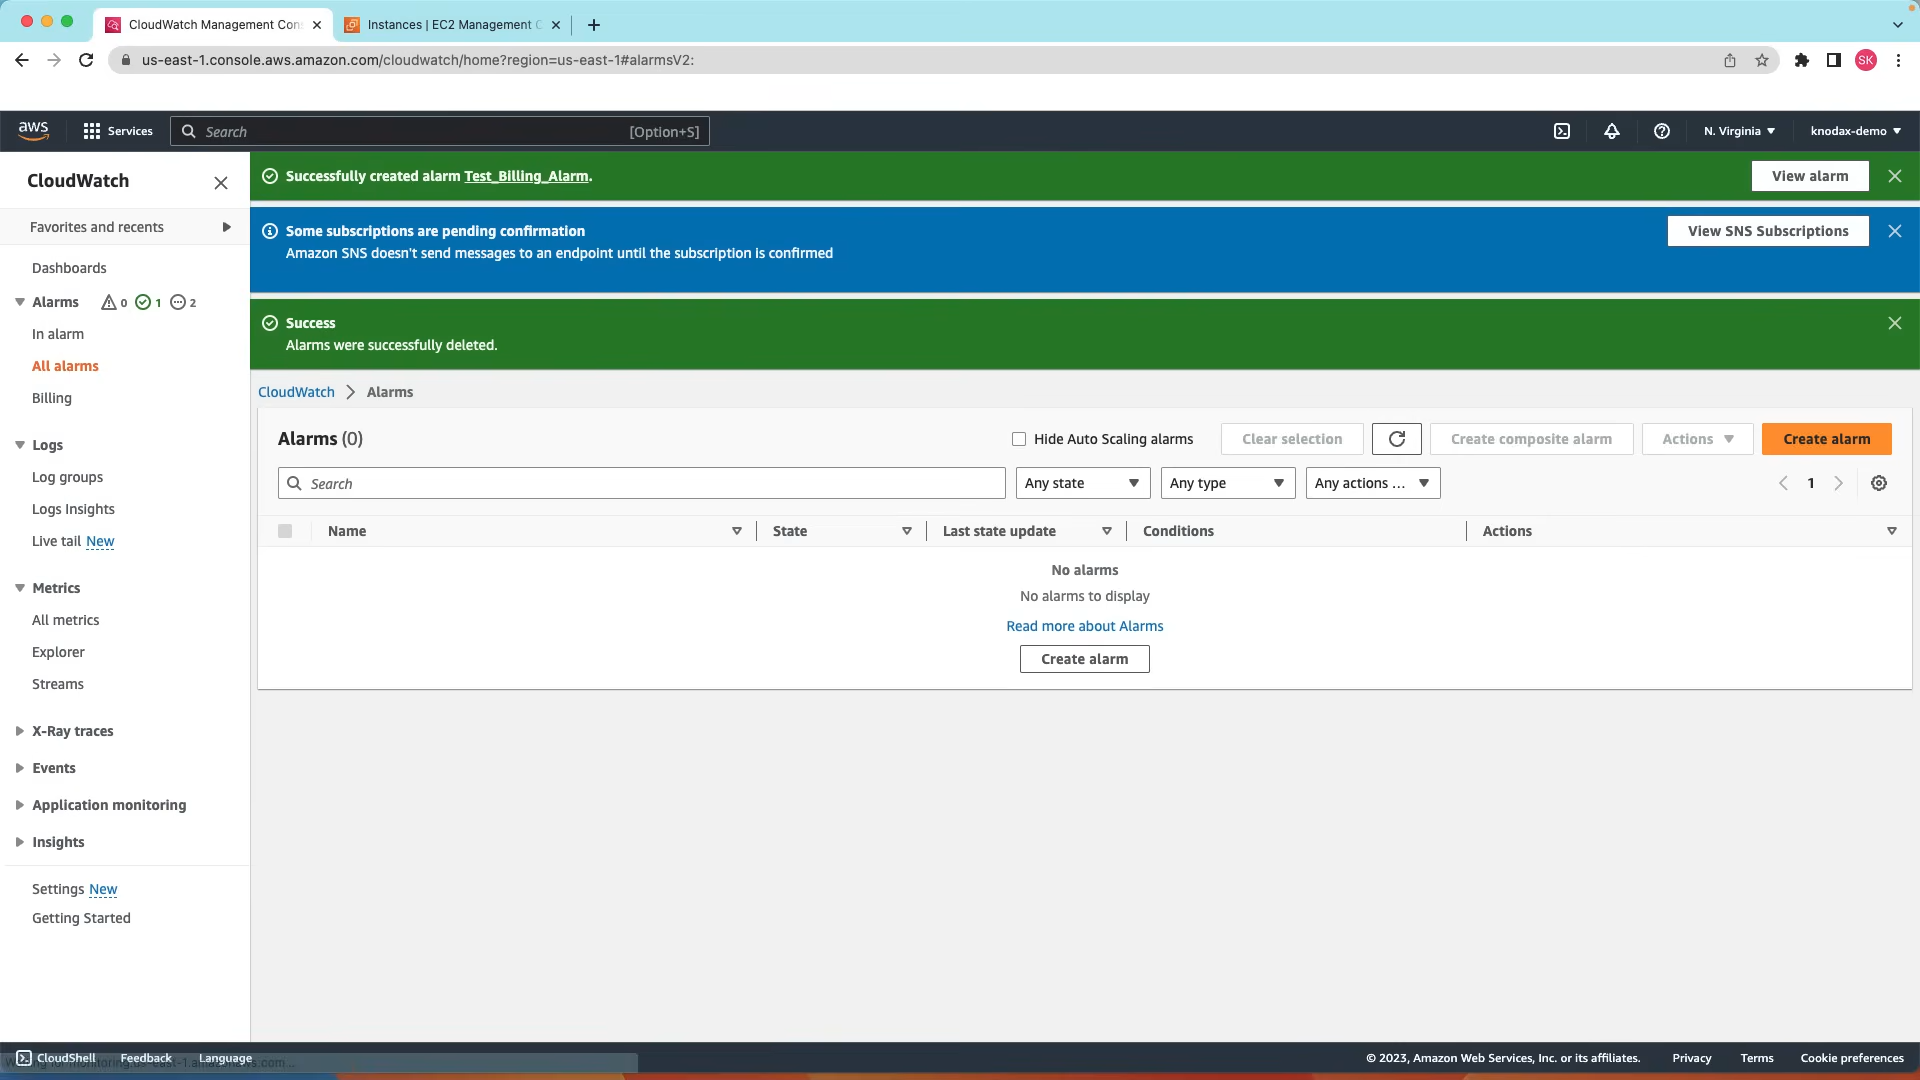 CloudWatch Management Con
Instances | EC2 Management C
us-east-1.console.aws.amazon.com/cloudwatch/home?region=us-east-1#alarmsV2:
SK
aws
Services
Search
[Option+S]
N. Virginia
knodax-demo
CloudWatch
Favorites and recents
Dashboards
Alarms 0 1 2
In alarm
All alarms
Billing
Logs
Log groups
Logs Insights
Live tail New
Metrics
All metrics
Explorer
Streams
X-Ray traces
Events
Application monitoring
Insights
Settings New
Getting Started
Successfully created alarm Test_Billing_Alarm.
View alarm
Some subscriptions are pending confirmation
Amazon SNS doesn't send messages to an endpoint until the subscription is confirmed
View SNS Subscriptions
Success
Alarms were successfully deleted.
CloudWatch Alarms
Alarms (0)
Hide Auto Scaling alarms
Clear selection
Create composite alarm
Actions
Create alarm
Search
Any state
Any type
Any actions ...
1
Name
State
Last state update
Conditions
Actions
No alarms
No alarms to display
Read more about Alarms
Create alarm
CloudShell
Feedback
Language
© 2023, Amazon Web Services, Inc. or its affiliates.
Privacy
Terms
Cookie preferences